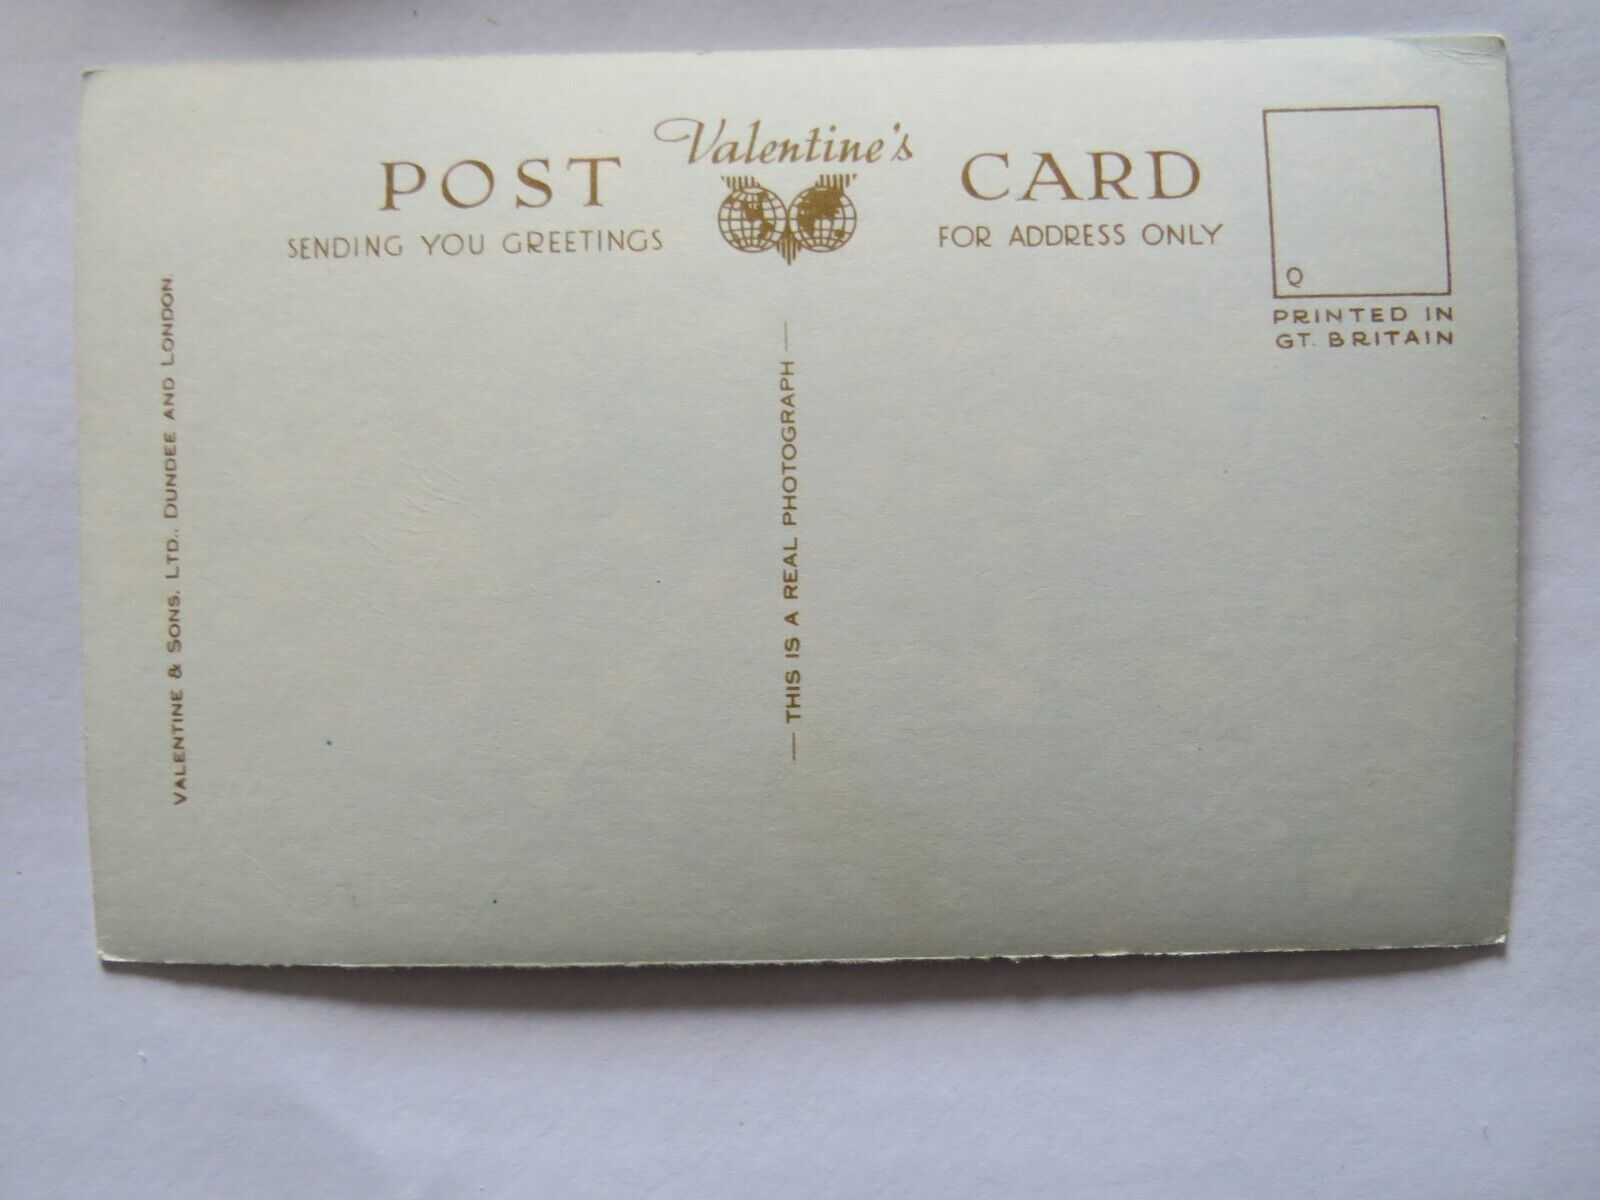 Valentine's
POST CARD
SENDING YOU GREETINGS
FOR ADDRESS ONLY
Q
PRINTED IN
GT. BRITAIN
VALENTINE & SONS, LTD., DUNDEE AND LONDON.
— THIS IS A REAL PHOTOGRAPH —